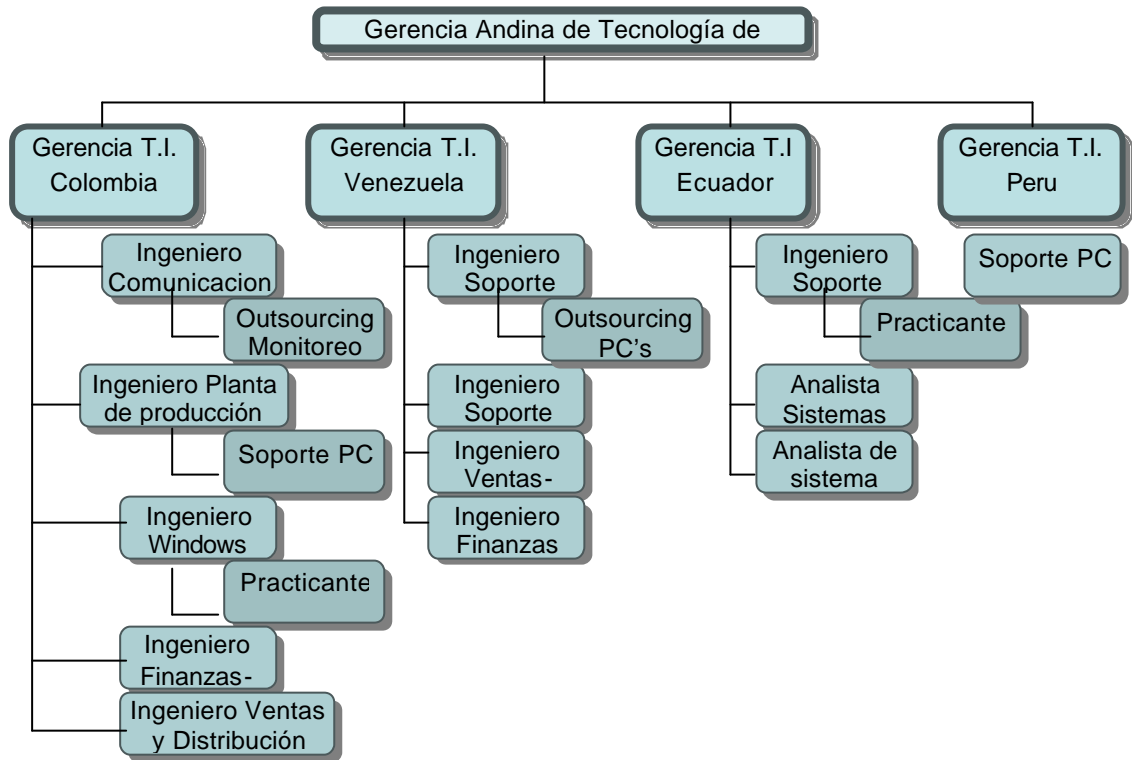 Gerencia Andina de Tecnología de
Gerencia T.I.
Colombia
Ingeniero
Comunicacion
Outsourcing
Monitoreo
Ingeniero Planta
de producción
Soporte PC
Ingeniero
Windows
Practicante
Ingeniero
Finanzas-
Ingeniero Ventas
y Distribución
Gerencia T.I.
Venezuela
Ingeniero
Soporte
Outsourcing
PC's
Ingeniero
Soporte
Ingeniero
Ventas-
Ingeniero
Finanzas
Gerencia T.I
Ecuador
Ingeniero
Soporte
Practicante
Analista
Sistemas
Analista de
sistema
Gerencia T.I.
Peru
Soporte PC